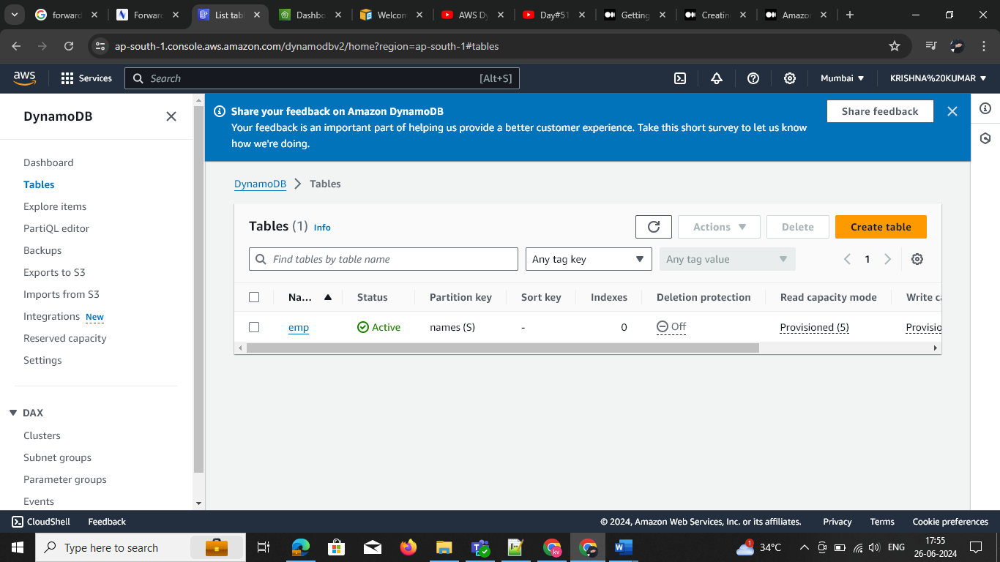 forward
Forward
List tabl
Dashbo
Welcom
AWS Dy
Day#51
Getting
Creating
Amazon
ap-south-1.console.aws.amazon.com/dynamodbv2/home?region=ap-south-1#tables
aws
Services
Search
[Alt+S]
Mumbai
KRISHNA%20KUMAR
DynamoDB
Dashboard
Tables
Explore items
PartiQL editor
Backups
Exports to S3
Imports from S3
Integrations New
Reserved capacity
Settings
DAX
Clusters
Subnet groups
Parameter groups
Events
Share your feedback on Amazon DynamoDB
Your feedback is an important part of helping us provide a better customer experience. Take this short survey to let us know
how we're doing.
Share feedback
DynamoDB
Tables
Tables (1) Info
Actions
Delete
Create table
Find tables by table name
Any tag key
Any tag value
1
Na... Status Partition key Sort key Indexes Deletion protection Read capacity mode Write ca
emp Active names (S) - 0 Off Provisioned (5) Provisio
CloudShell
Feedback
© 2024, Amazon Web Services, Inc. or its affiliates.
Privacy
Terms
Cookie preferences
Type here to search
kv
1
34°C
ENG
17:55
26-06-2024